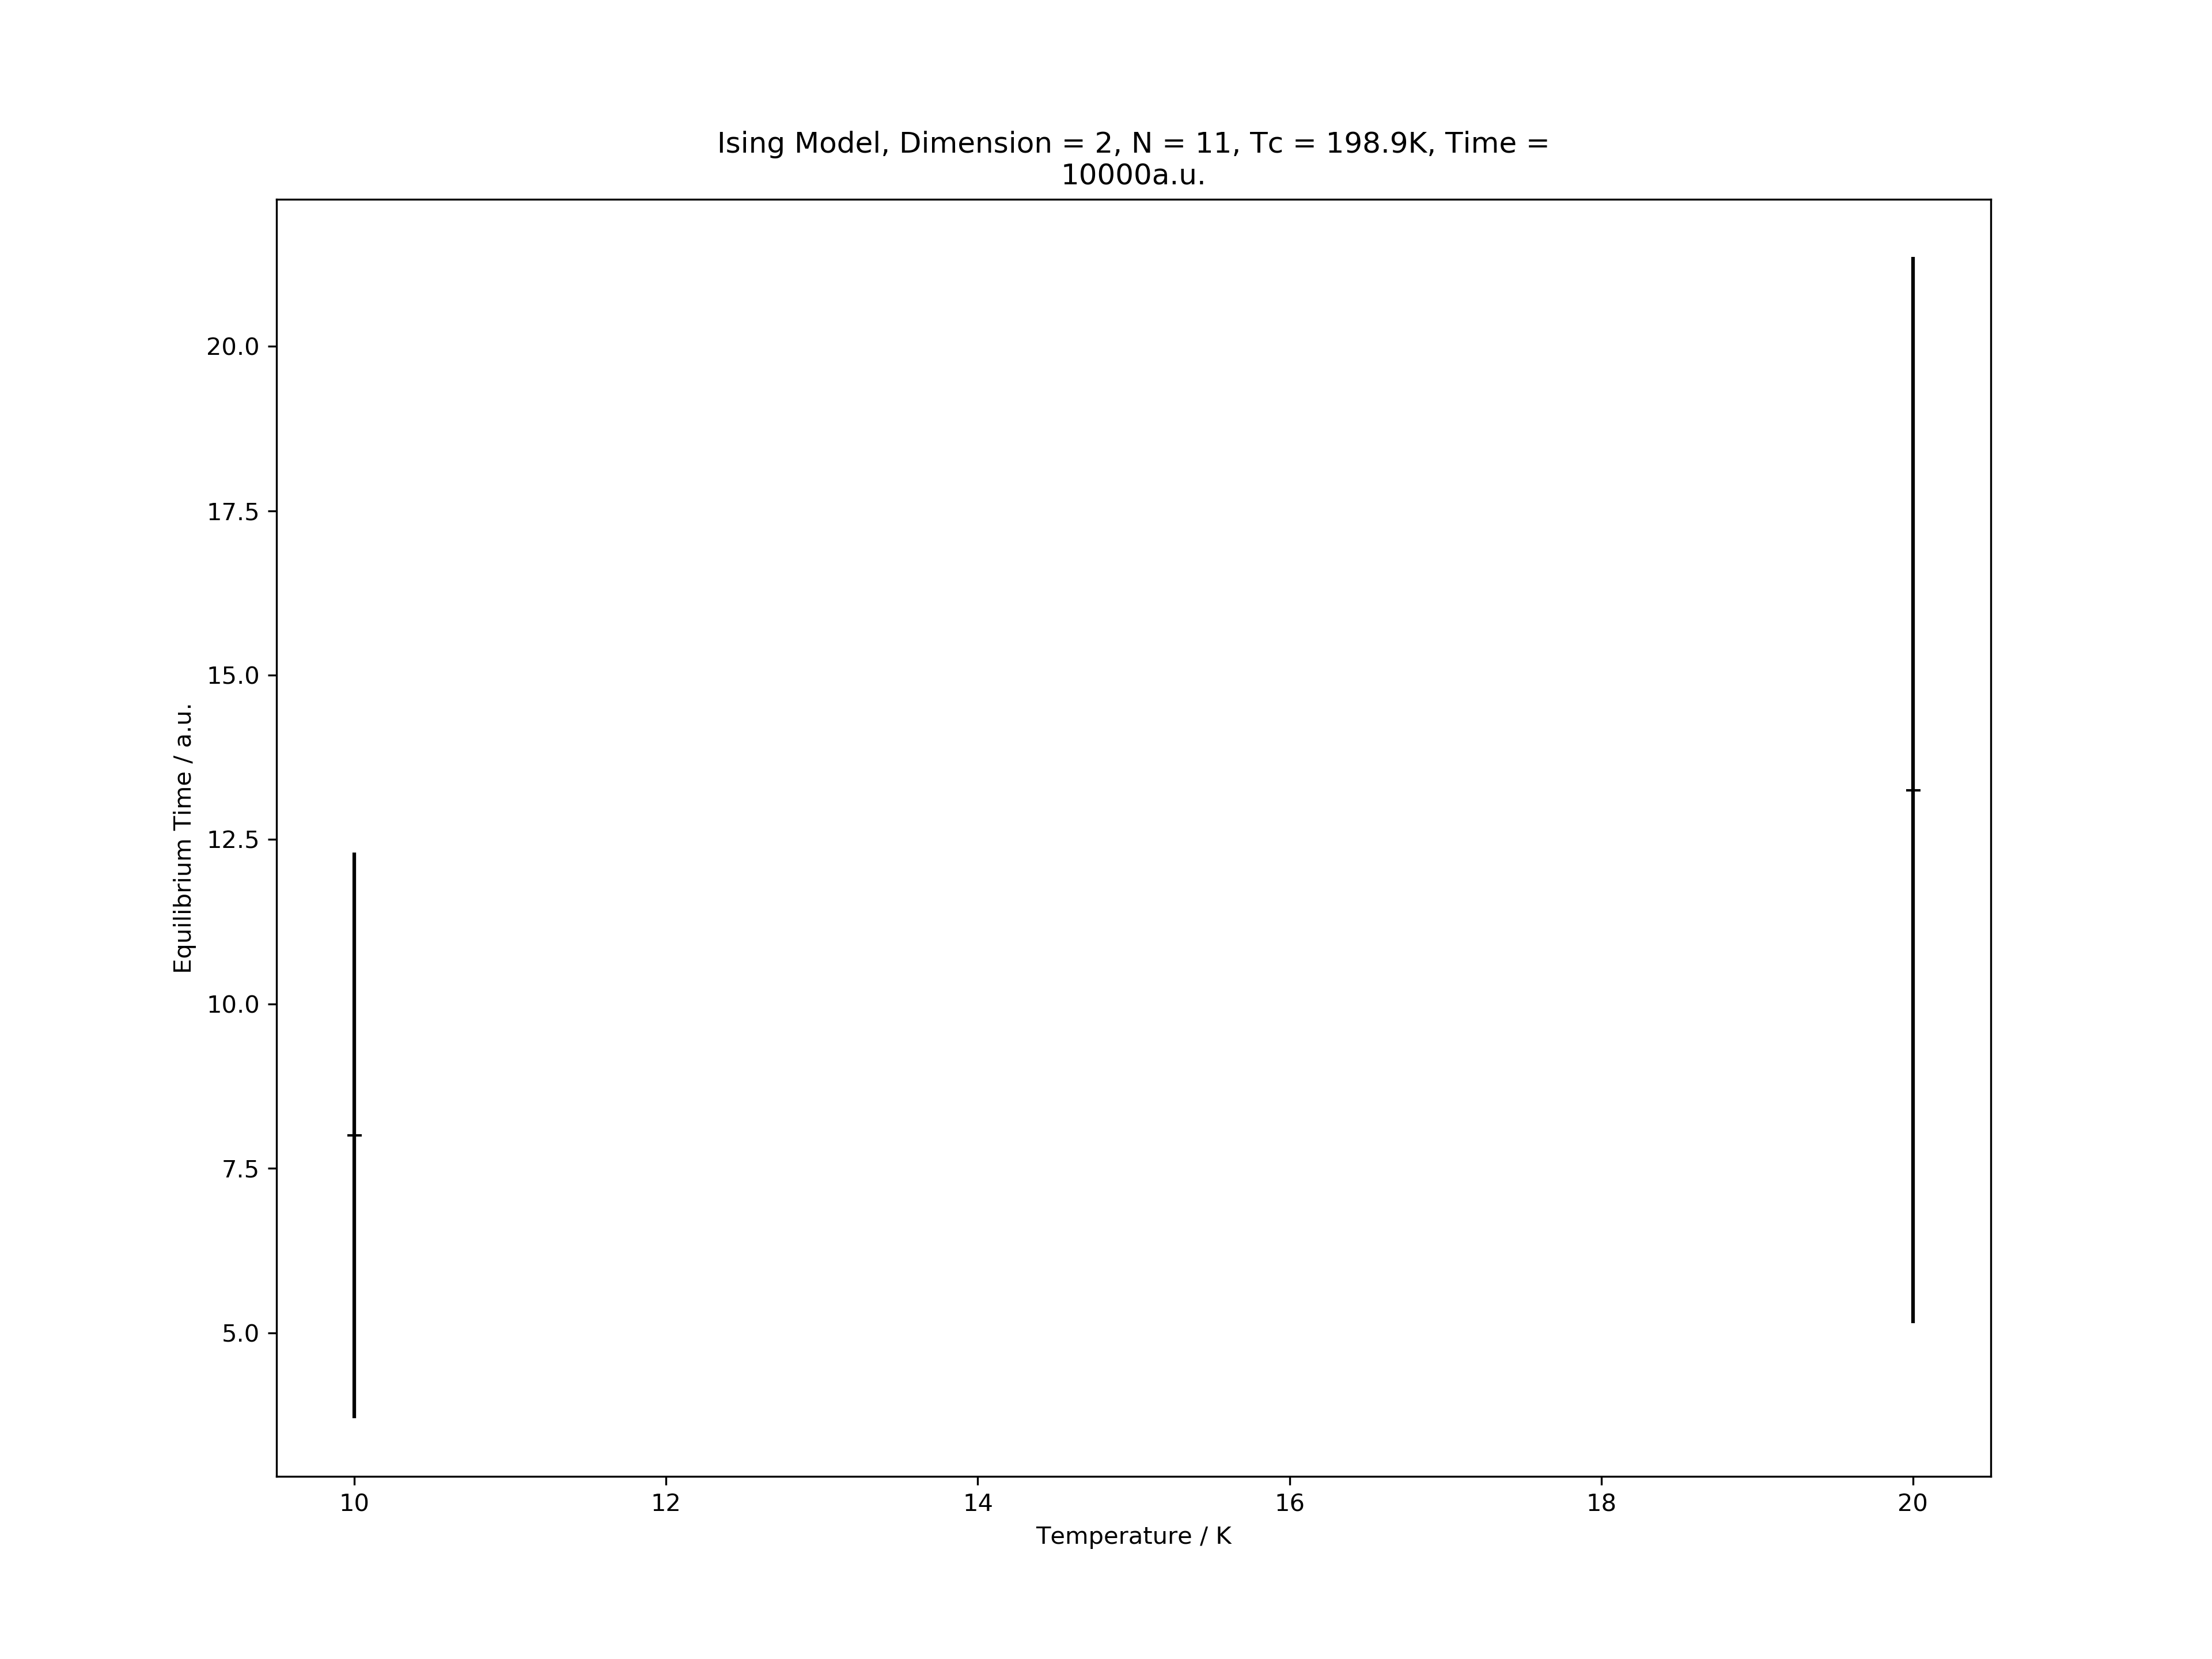 Ising Model, Dimension = 2, N = 11, Tc = 198.9K, Time =
10000a.u.
20.0
17.5
15.0
12.5
10.0
7.5
5.0
Equilibrium Time / a.u.
10 12 14 16 18 20
Temperature / K